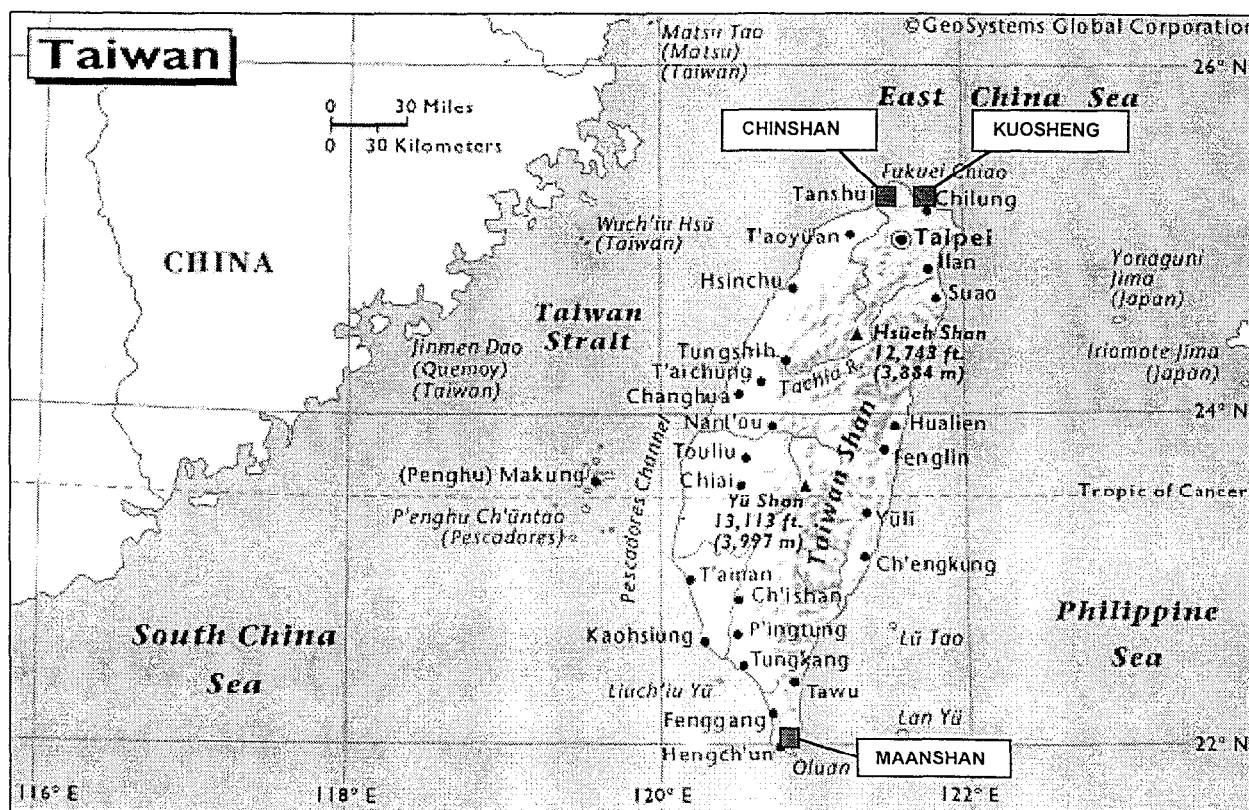 Taiwan
©GeoSystems Global Corporation
Matsu Tao
(Matsu)
(Taiwan)
26° N
0 30 Miles
0 30 Kilometers
East China Sea
CHINSHAN
KUOSHENG
Fukuei Chiao
Tanshui
Chilung
Wuch'iu Hsü
(Taiwan)
T'aoyüan
Taipei
CHINA
Ilan
Yonaguni
Jima
(Japan)
Hsinchu
Suao
Taiwan
Strait
Hsüeh Shan
12,743 ft.
(3,884 m)
Jinmen Dao
(Quemoy)
(Taiwan)
Tungshih
Iriomote Jima
(Japan)
T'aichung
Tachia R.
Changhua
24° N
Nant'ou
Hualien
Touliu
Fenglin
Pescadores Channel
Taiwan Shan
(Penghu) Makung
Chiai
Tropic of Cancer
Yü Shan
13,113 ft.
(3,997 m)
P'enghu Ch'üntao
(Pescadores)
Yüli
Ch'engkung
T'ainan
Ch'ishan
South China
Sea
Kaohsiung
P'ingtung
Lü Tao
Philippine
Sea
Tungkang
Liuch'iu Yü
Tawu
Fenggang
Lan Yü
22° N
Hengch'un
Oluan
MAANSHAN
116° E
118° E
120° E
122° E